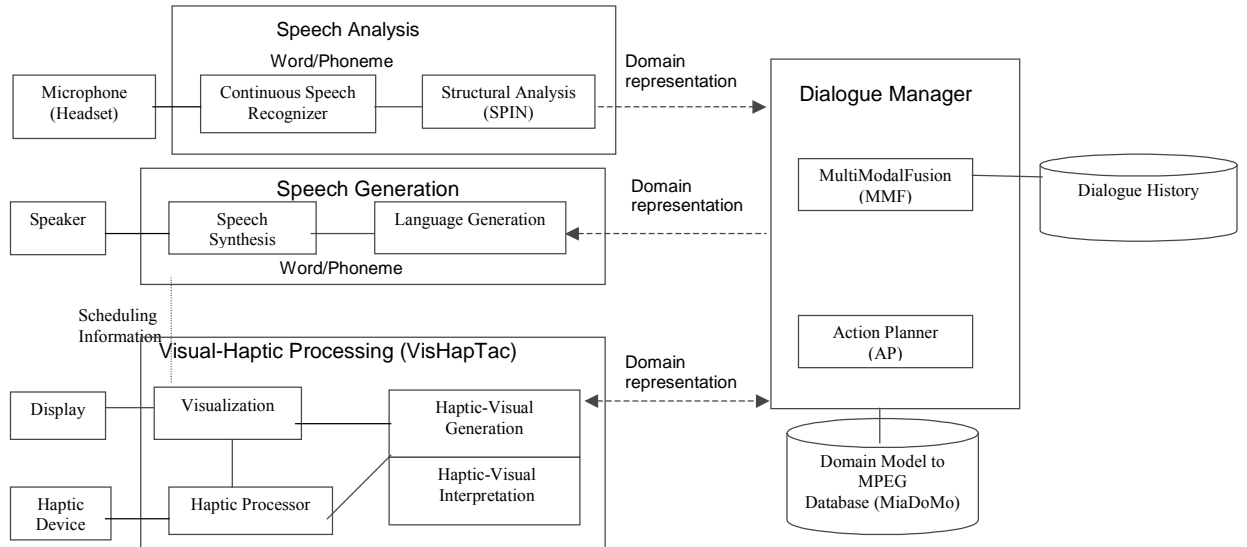 Speech Analysis
Word/Phoneme
Microphone
(Headset)
Continuous Speech
Recognizer
Structural Analysis
(SPIN)
Domain
representation
Dialogue Manager
MultiModalFusion
(MMF)
Dialogue History
Speech Generation
Speaker
Speech
Synthesis
Language Generation
Word/Phoneme
Domain
representation
Scheduling
Information
Action Planner
(AP)
Visual-Haptic Processing (VisHapTac)
Domain
representation
Display
Visualization
Haptic-Visual
Generation
Haptic-Visual
Interpretation
Haptic
Device
Haptic Processor
Domain Model to
MPEG
Database (MiaDoMo)